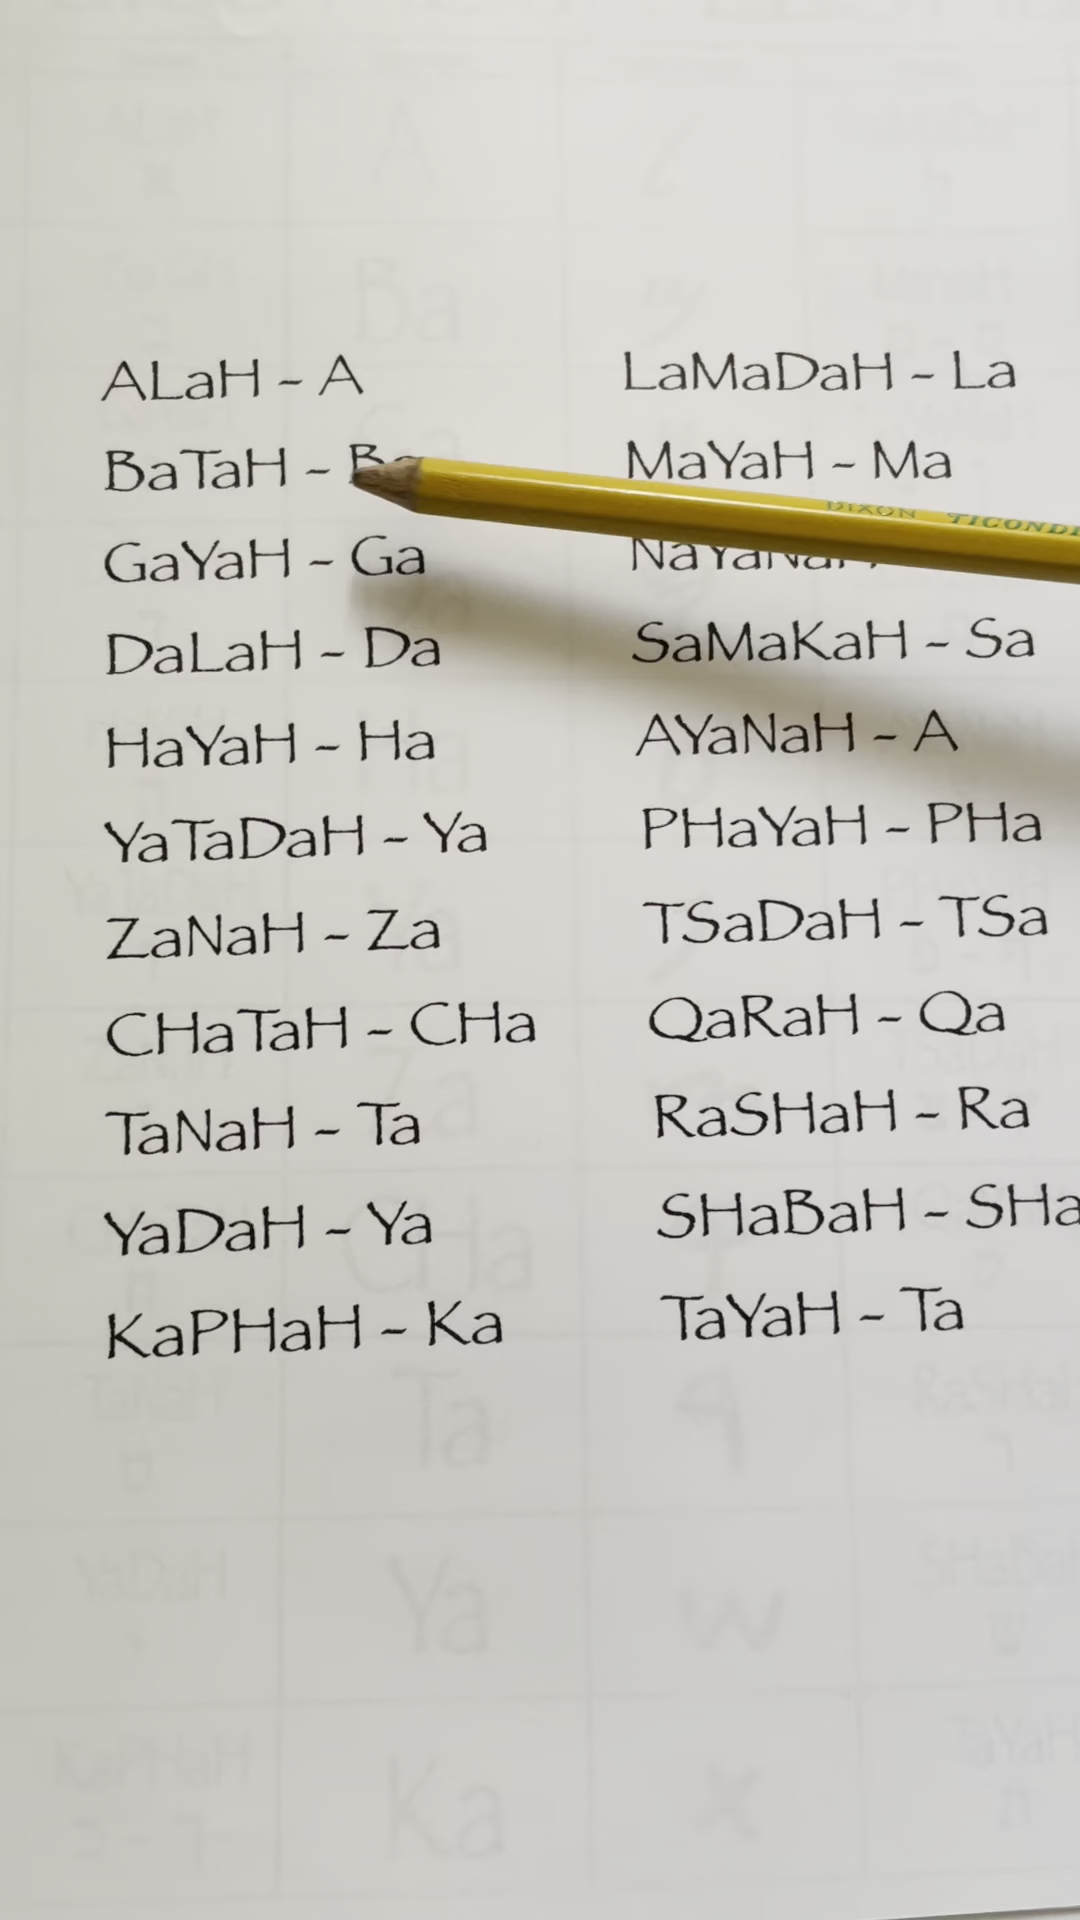 ALaH - A
BaTaH - Ba
GaYaH - Ga
DaLaH - Da
HaYaH - Ha
YaTaDaH - Ya
ZaNaH - Za
CHaTaH - CHa
TaNaH - Ta
YaDaH - Ya
KaPHaH - Ka
LaMaDaH - La
MaYaH - Ma
SaMaKaH - Sa
AYaNaH - A
PHaYaH - PHa
TSaDaH - TSa
QaRaH - Qa
RaSHaH - Ra
SHaBaH - SHa
TaYaH - Ta
DIXON